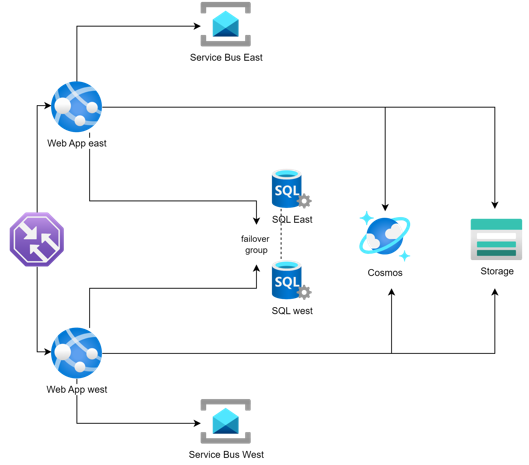 Service Bus East
Web App east
SQL
SQL East
failover
group
SQL
SQL west
Cosmos
Storage
Web App west
Service Bus West